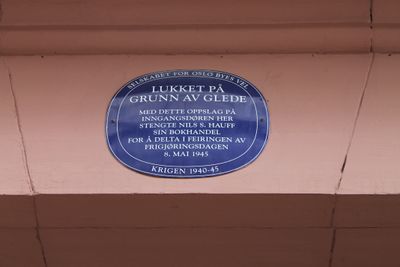 SELSKABET FOR OSLO BYES VEL
LUKKET PÅ
GRUNN AV GLEDE
MED DETTE OPPSLAG PÅ
INNGANGSDØREN HER
STENGTE NILS S. HAUFF
SIN BOKHANDEL
FOR Å DELTA I FEIRINGEN AV
FRIGJØRINGSDAGEN
8. MAI 1945
KRIGEN 1940-45